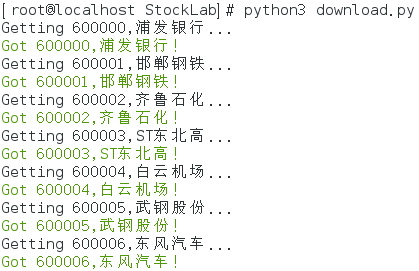 [root@localhost StockLab]# python3 download.py
Getting 600000,浦发银行...
Got 600000,浦发银行!
Getting 600001,邯郸钢铁...
Got 600001,邯郸钢铁!
Getting 600002,齐鲁石化...
Got 600002,齐鲁石化!
Getting 600003,ST东北高...
Got 600003,ST东北高!
Getting 600004,白云机场...
Got 600004,白云机场!
Getting 600005,武钢股份...
Got 600005,武钢股份!
Getting 600006,东风汽车...
Got 600006,东风汽车!